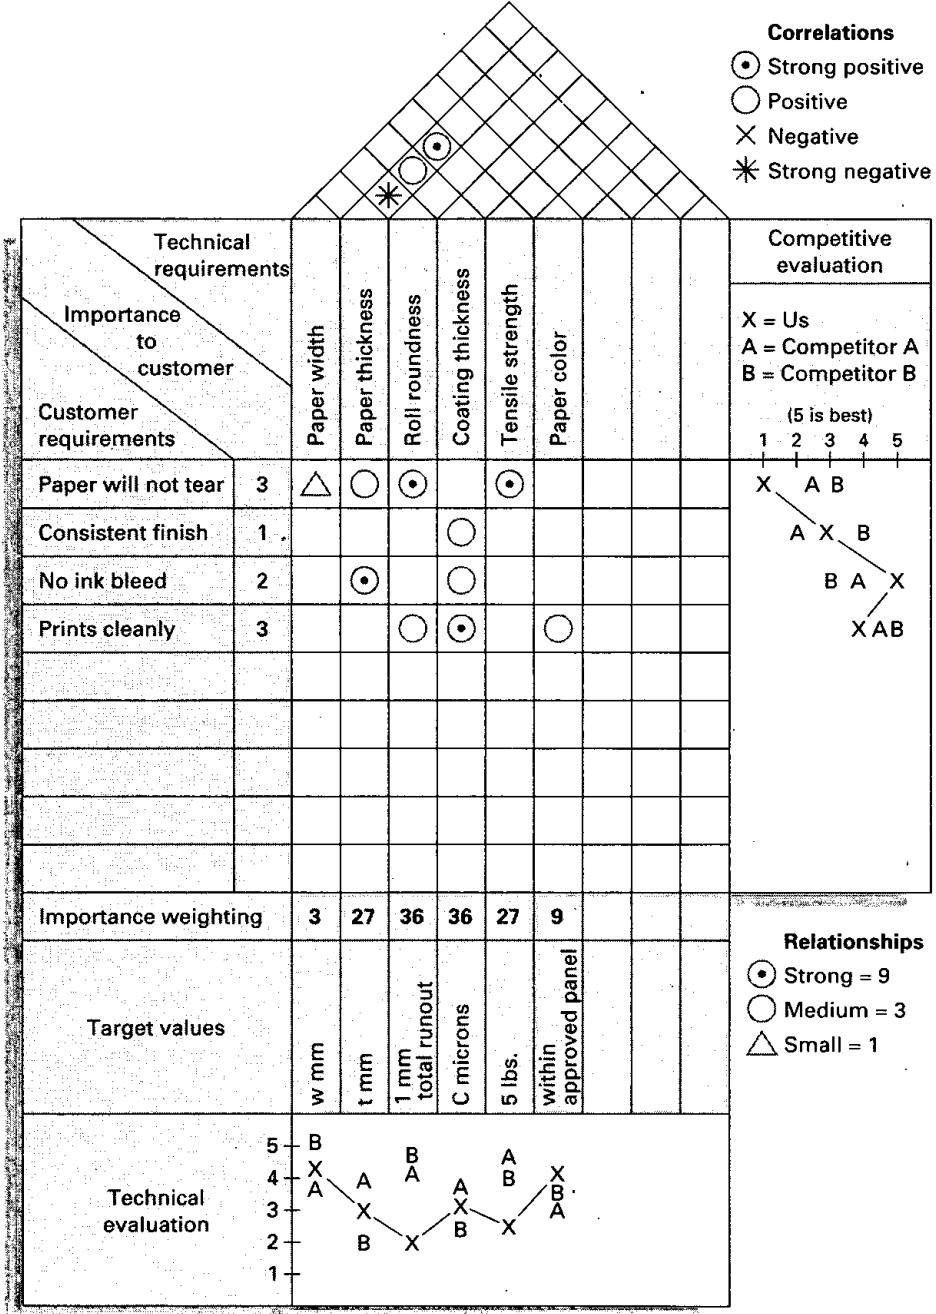 Correlations
Strong positive
Positive
Negative
Strong negative
Technical
requirements
Importance
to
customer
Customer
requirements
Paper width
Paper thickness
Roll roundness
Coating thickness
Tensile strength
Paper color
Competitive
evaluation
X = Us
A = Competitor A
B = Competitor B
(5 is best)
1 2 3 4 5
Paper will not tear 3
X A B
Consistent finish 1
A X B
No ink bleed 2
B A X
Prints cleanly 3
X A B
Importance weighting 3 27 36 36 27 9
Relationships
Strong = 9
Medium = 3
Small = 1
Target values
w mm
t mm
1 mm
total runout
C microns
5 lbs.
within
approved panel
Technical
evaluation
5
4
3
2
1
B
X
A
A
X
B
B
A
X
A
X
B
A
B
X
X
B
A